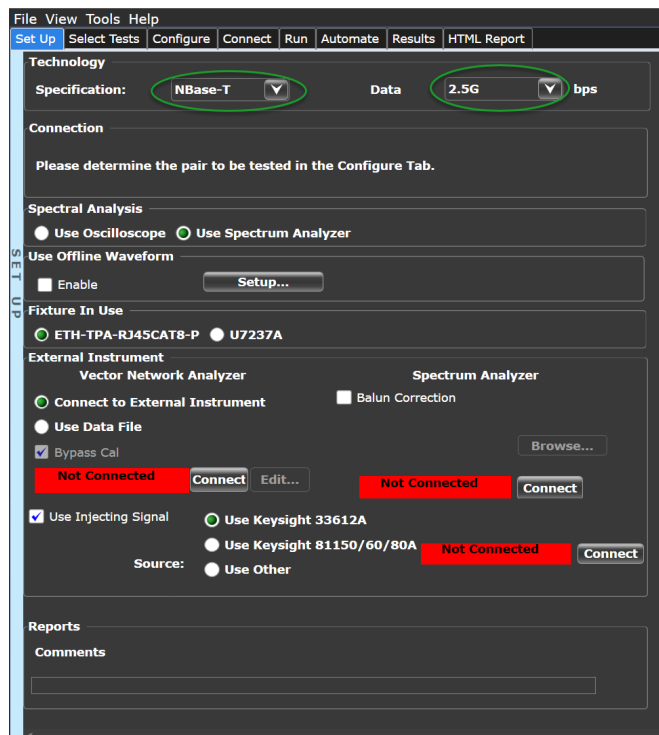 File View Tools Help
Set Up Select Tests Configure Connect Run Automate Results HTML Report
Technology
Specification: NBase-T Data 2.5G bps
Connection
Please determine the pair to be tested in the Configure Tab.
Spectral Analysis
Use Oscilloscope Use Spectrum Analyzer
SET UP
Use Offline Waveform
Enable Setup...
Fixture In Use
ETH-TPA-RJ45CAT8-P U7237A
External Instrument
Vector Network Analyzer Spectrum Analyzer
Connect to External Instrument Balun Correction
Use Data File
Bypass Cal Browse...
Not Connected Connect Edit... Not Connected Connect
Use Injecting Signal Use Keysight 33612A
Use Keysight 81150/60/80A Not Connected Connect
Source: Use Other
Reports
Comments